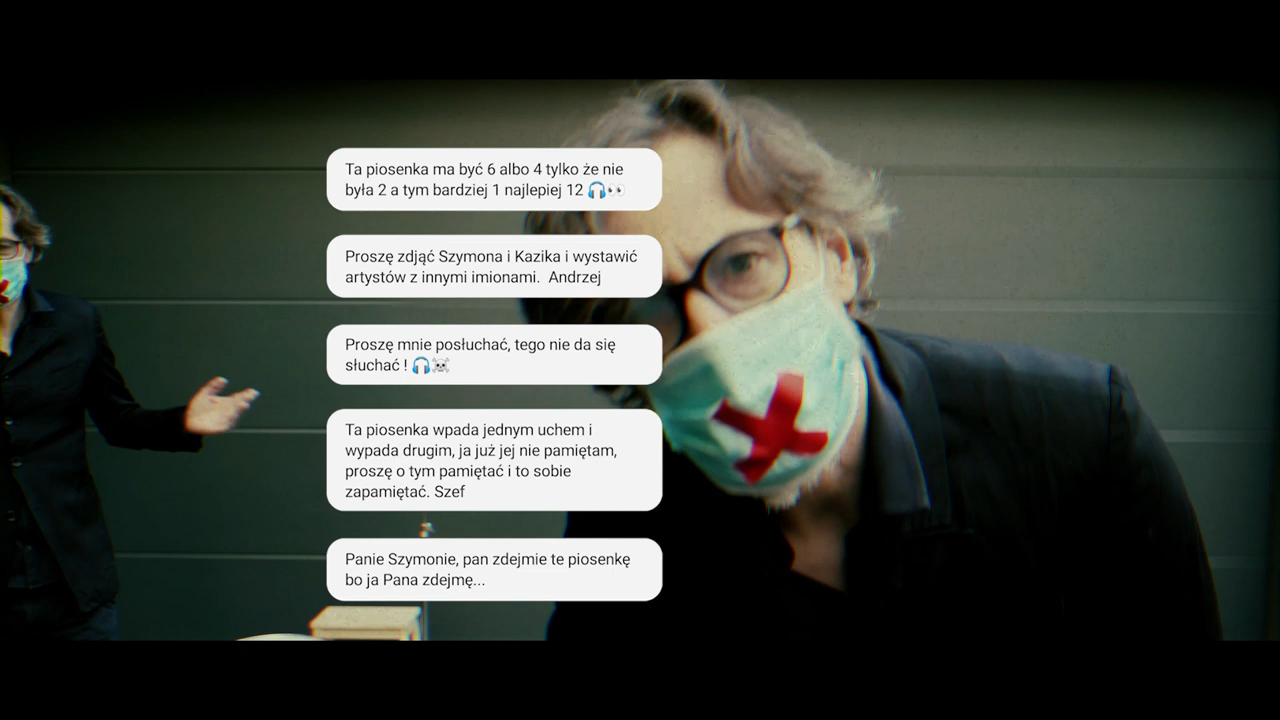 Ta piosenka ma być 6 albo 4 tylko że nie
była 2 a tym bardziej 1 najlepiej 12 🎧👀
Proszę zdjąć Szymona i Kazika i wystawić
artystów z innymi imionami.  Andrzej
Proszę mnie posłuchać, tego nie da się
słuchać ! 🎧☠️
Ta piosenka wpada jednym uchem i
wypada drugim, ja już jej nie pamiętam,
proszę o tym pamiętać i to sobie
zapamiętać. Szef
Panie Szymonie, pan zdejmie te piosenkę
bo ja Pana zdejmę...